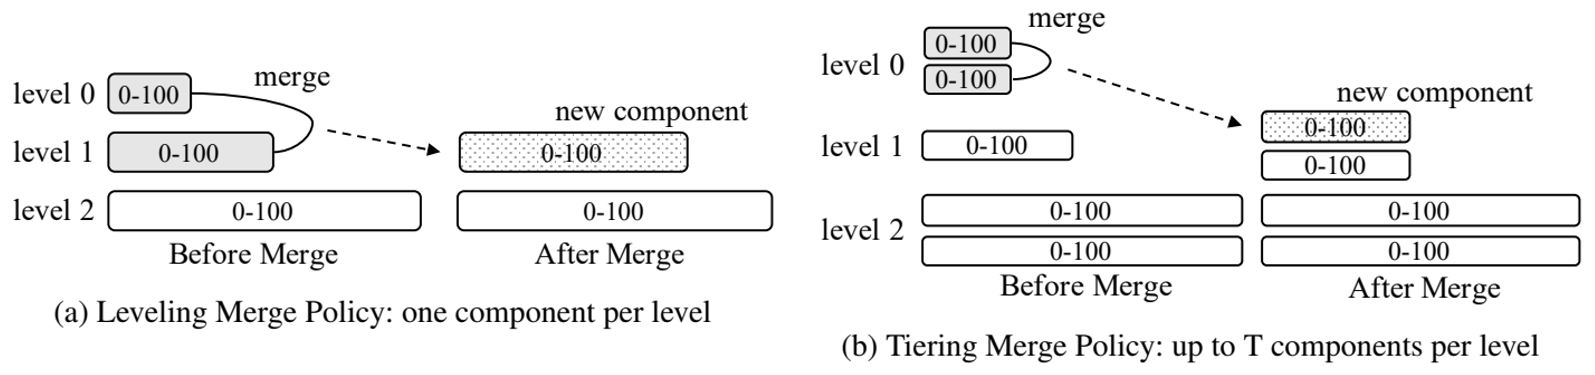 merge
level 0
0-100
new component
level 1
0-100
0-100
level 2
0-100
0-100
Before Merge
After Merge
(a) Leveling Merge Policy: one component per level
merge
level 0
0-100
0-100
new component
level 1
0-100
0-100
0-100
level 2
0-100
0-100
0-100
0-100
Before Merge
After Merge
(b) Tiering Merge Policy: up to T components per level